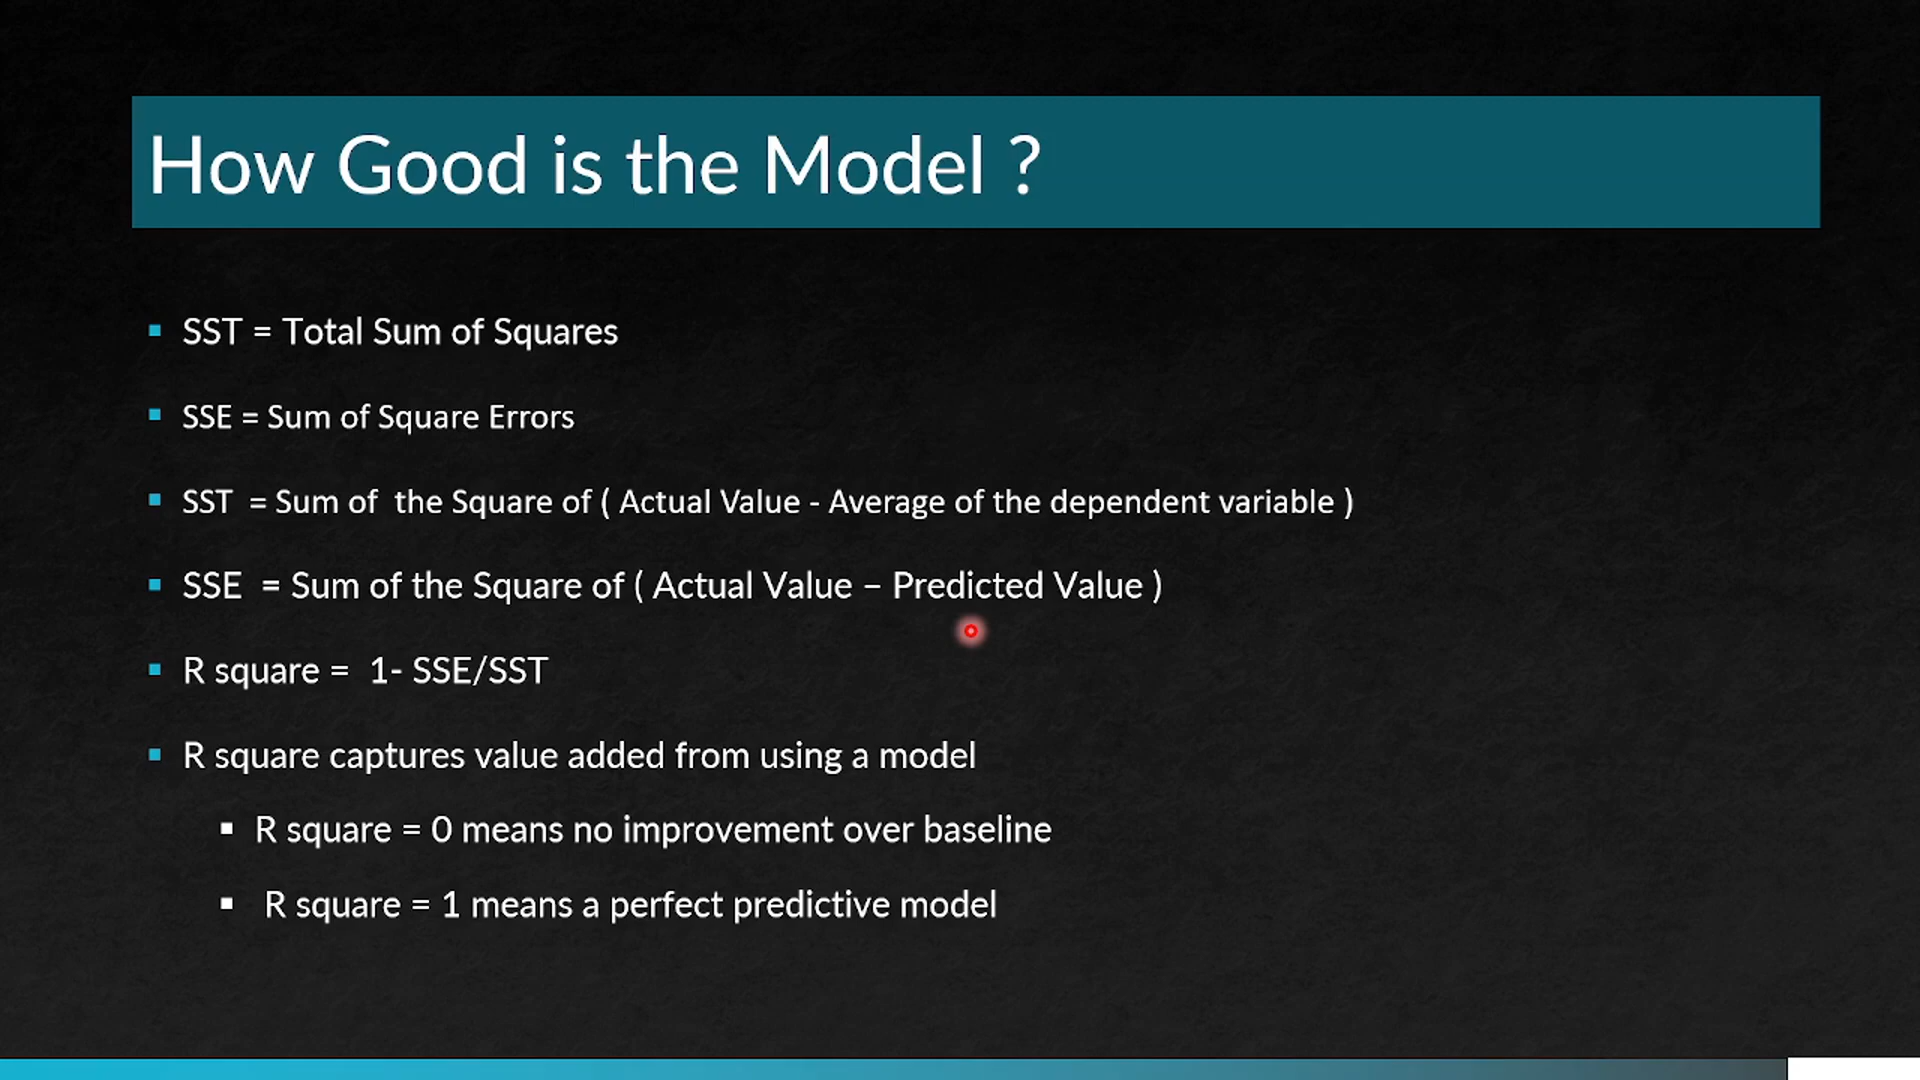 How Good is the Model ?
SST = Total Sum of Squares
SSE = Sum of Square Errors
SST = Sum of the Square of ( Actual Value - Average of the dependent variable )
SSE = Sum of the Square of ( Actual Value – Predicted Value )
R square = 1- SSE/SST
R square captures value added from using a model
R square = 0 means no improvement over baseline
R square = 1 means a perfect predictive model